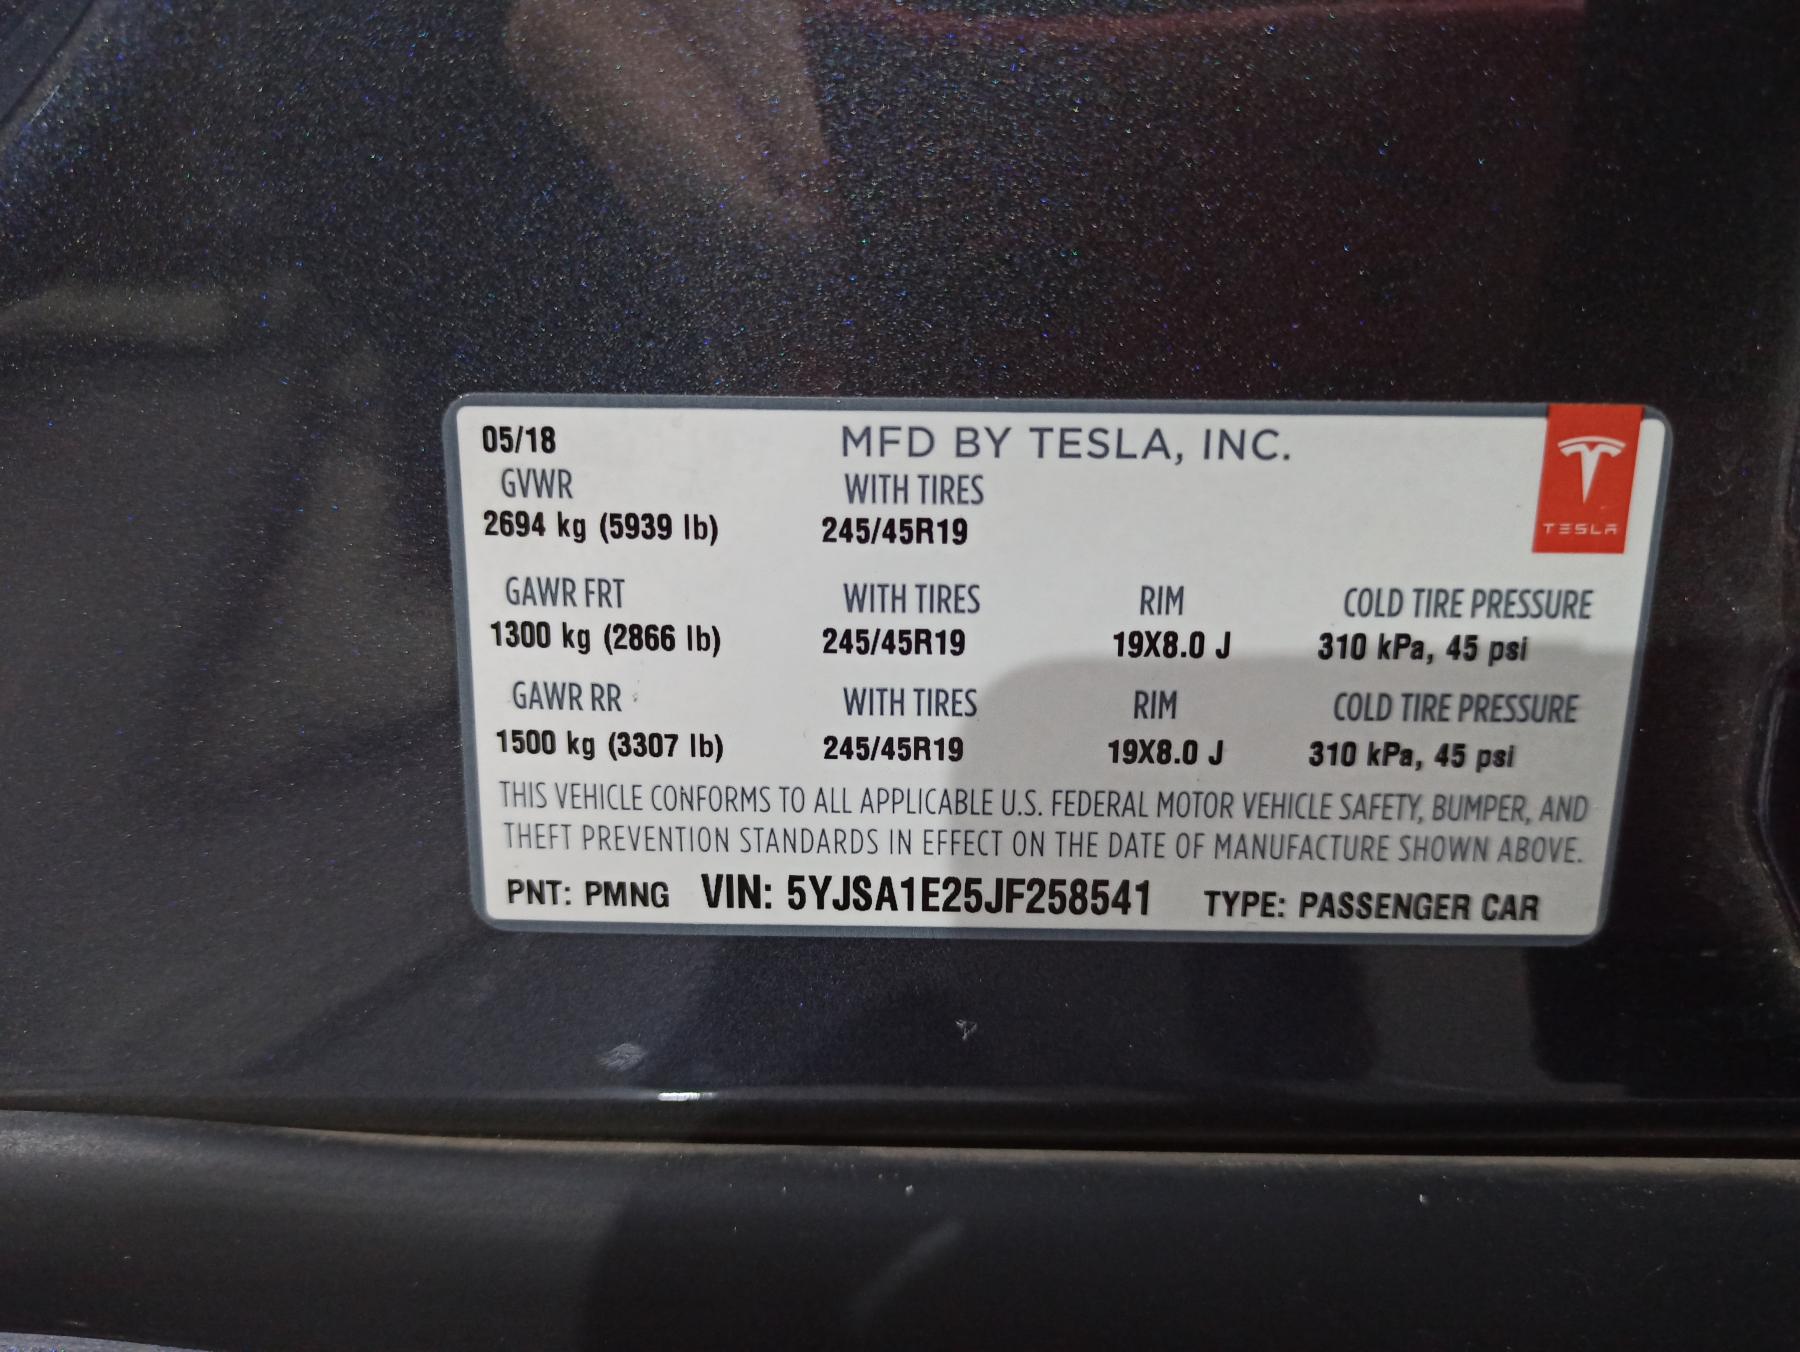 05/18 MFD BY TESLA, INC.
GVWR WITH TIRES
2694 kg (5939 lb) 245/45R19
TESLA
GAWR FRT WITH TIRES RIM COLD TIRE PRESSURE
1300 kg (2866 lb) 245/45R19 19X8.0 J 310 kPa, 45 psi
GAWR RR WITH TIRES RIM COLD TIRE PRESSURE
1500 kg (3307 lb) 245/45R19 19X8.0 J 310 kPa, 45 psi
THIS VEHICLE CONFORMS TO ALL APPLICABLE U.S. FEDERAL MOTOR VEHICLE SAFETY, BUMPER, AND
THEFT PREVENTION STANDARDS IN EFFECT ON THE DATE OF MANUFACTURE SHOWN ABOVE.
PNT: PMNG VIN: 5YJSA1E25JF258541 TYPE: PASSENGER CAR